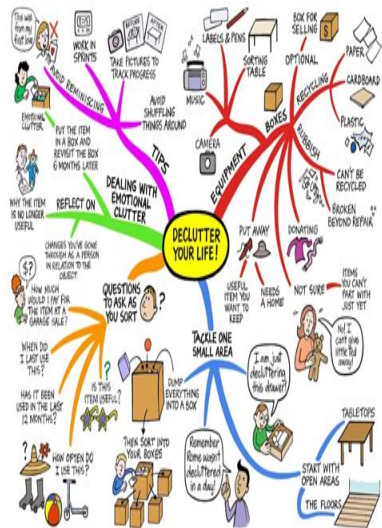 DECLUTTER
YOUR LIFE!
TIPS
AVOID REMINISCING
This was
from my
first love
WORK IN
SPRINTS
TAKE PICTURES TO
TRACK PROGRESS
BEFORE
AFTER
AVOID
SHUFFLING
THINGS AROUND
DEALING WITH
EMOTIONAL
CLUTTER
EMOTIONAL
CLUTTER
PUT THE ITEM
IN A BOX AND
REVISIT THE BOX
6 MONTHS LATER
REFLECT ON
WHY THE ITEM
IS NO LONGER
USEFUL
CHANGES YOU'VE GONE
THROUGH AS A PERSON
IN RELATION TO THE
OBJECT
QUESTIONS
TO ASK AS
YOU SORT
$?
HOW MUCH
WOULD I PAY FOR
THE ITEM AT A
GARAGE SALE?
WHEN DID
I LAST USE
THIS?
HAS IT BEEN
USED IN THE LAST
12 MONTHS?
HOW OFTEN DO
I USE THIS?
IS THIS
ITEM USEFUL?
TACKLE ONE
SMALL AREA
DUMP
EVERYTHING
INTO A BOX
THEN SORT INTO
YOUR BOXES
I am just
decluttering
this drawer!
Remember
Rome wasn't
decluttered
in a day!
START WITH
OPEN AREAS
TABLETOPS
THE FLOORS
EQUIPMENT
CAMERA
MUSIC
LABELS & PENS
SORTING
TABLE
BOXES
BOX FOR
SELLING $
OPTIONAL
RECYCLING
PAPER
CARDBOARD
PLASTIC
RUBBISH
CAN'T BE
RECYCLED
BROKEN
BEYOND REPAIR
DONATING
NOT SURE
ITEMS
YOU CAN'T
PART WITH
JUST YET
No! I
can't give
little Ted
away!
PUT AWAY
USEFUL
ITEM YOU
WANT TO
KEEP
NEEDS
A HOME